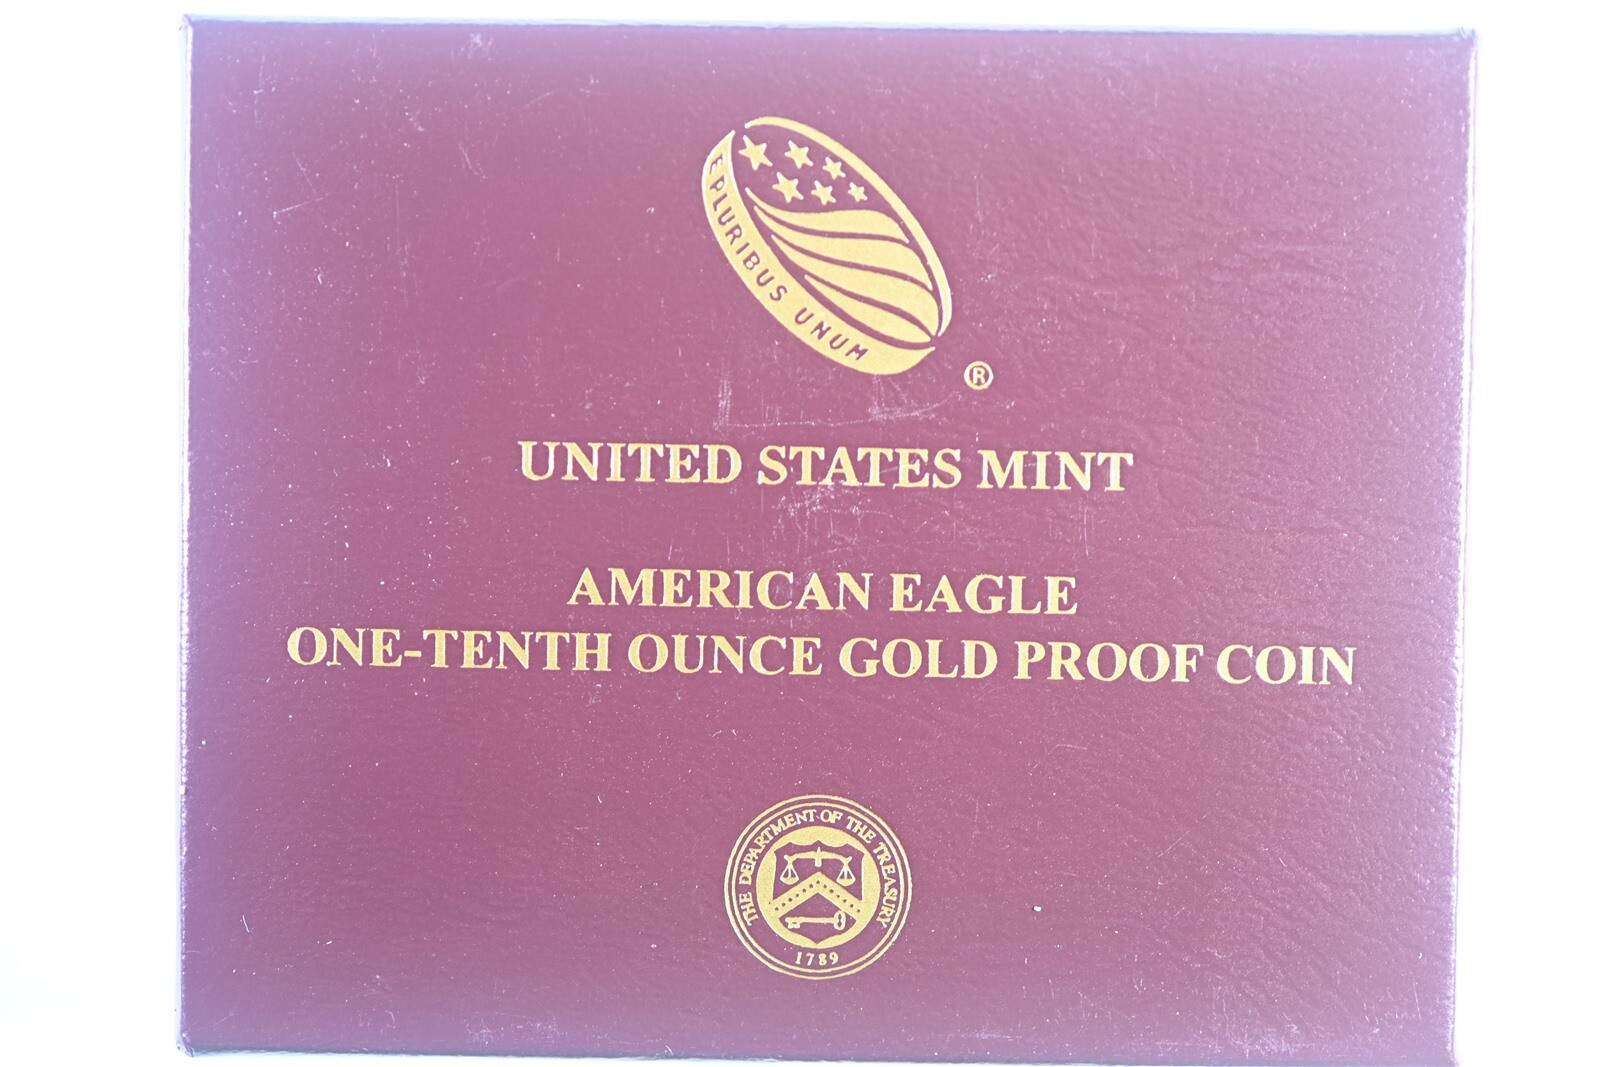 E PLURIBUS UNUM
®
UNITED STATES MINT
AMERICAN EAGLE
ONE-TENTH OUNCE GOLD PROOF COIN
THE DEPARTMENT OF THE TREASURY
1789